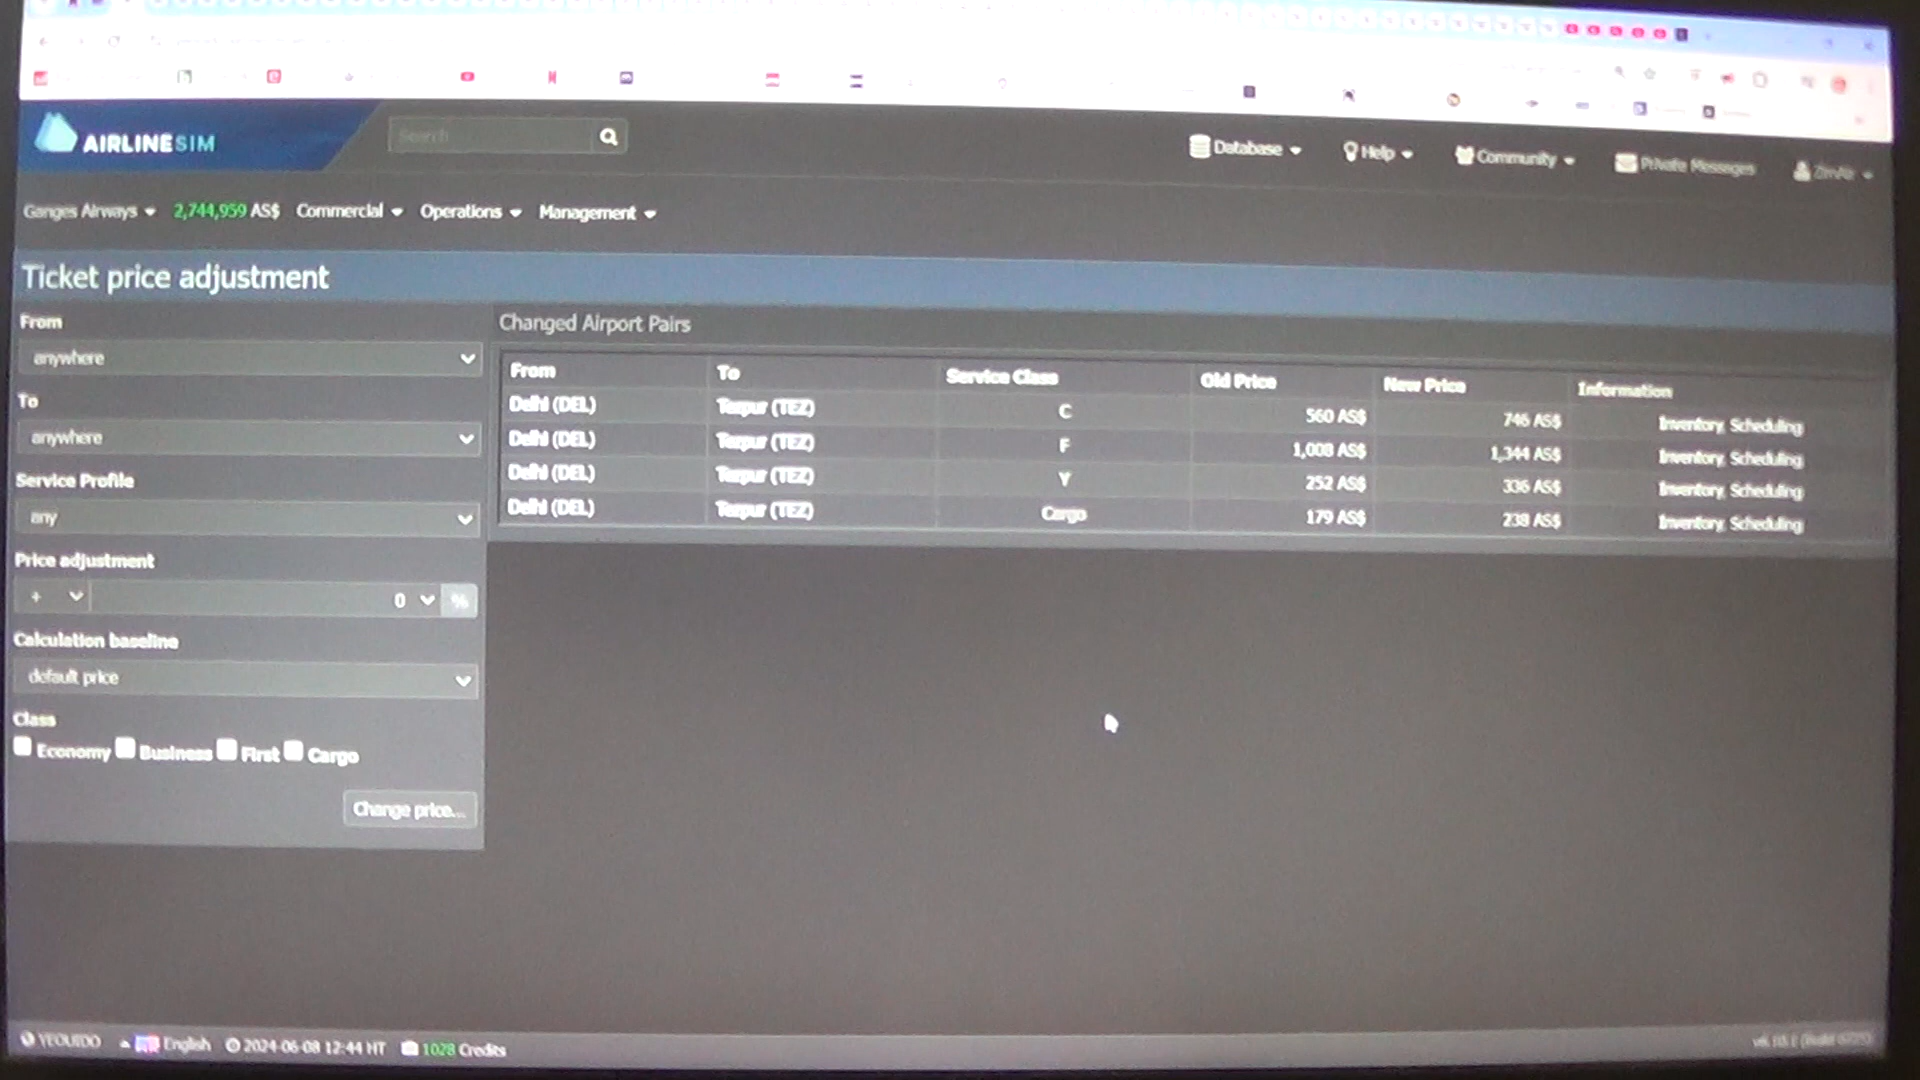 AIRLINESIM
Search
Database
Help
Community
Private Messages
ZimAir
Ganges Airways 2,744,959 AS$ Commercial Operations Management
Ticket price adjustment
From
anywhere
To
anywhere
Service Profile
any
Price adjustment
+ 0 %
Calculation baseline
default price
Class
Economy Business First Cargo
Change price...
Changed Airport Pairs
From To Service Class Old Price New Price Information
Delhi (DEL) Tezpur (TEZ) C 560 AS$ 746 AS$ Inventory, Scheduling
Delhi (DEL) Tezpur (TEZ) F 1,008 AS$ 1,344 AS$ Inventory, Scheduling
Delhi (DEL) Tezpur (TEZ) Y 252 AS$ 336 AS$ Inventory, Scheduling
Delhi (DEL) Tezpur (TEZ) Cargo 179 AS$ 238 AS$ Inventory, Scheduling
YEOUIDO English 2024-06-08 12:44 HT 1028 Credits